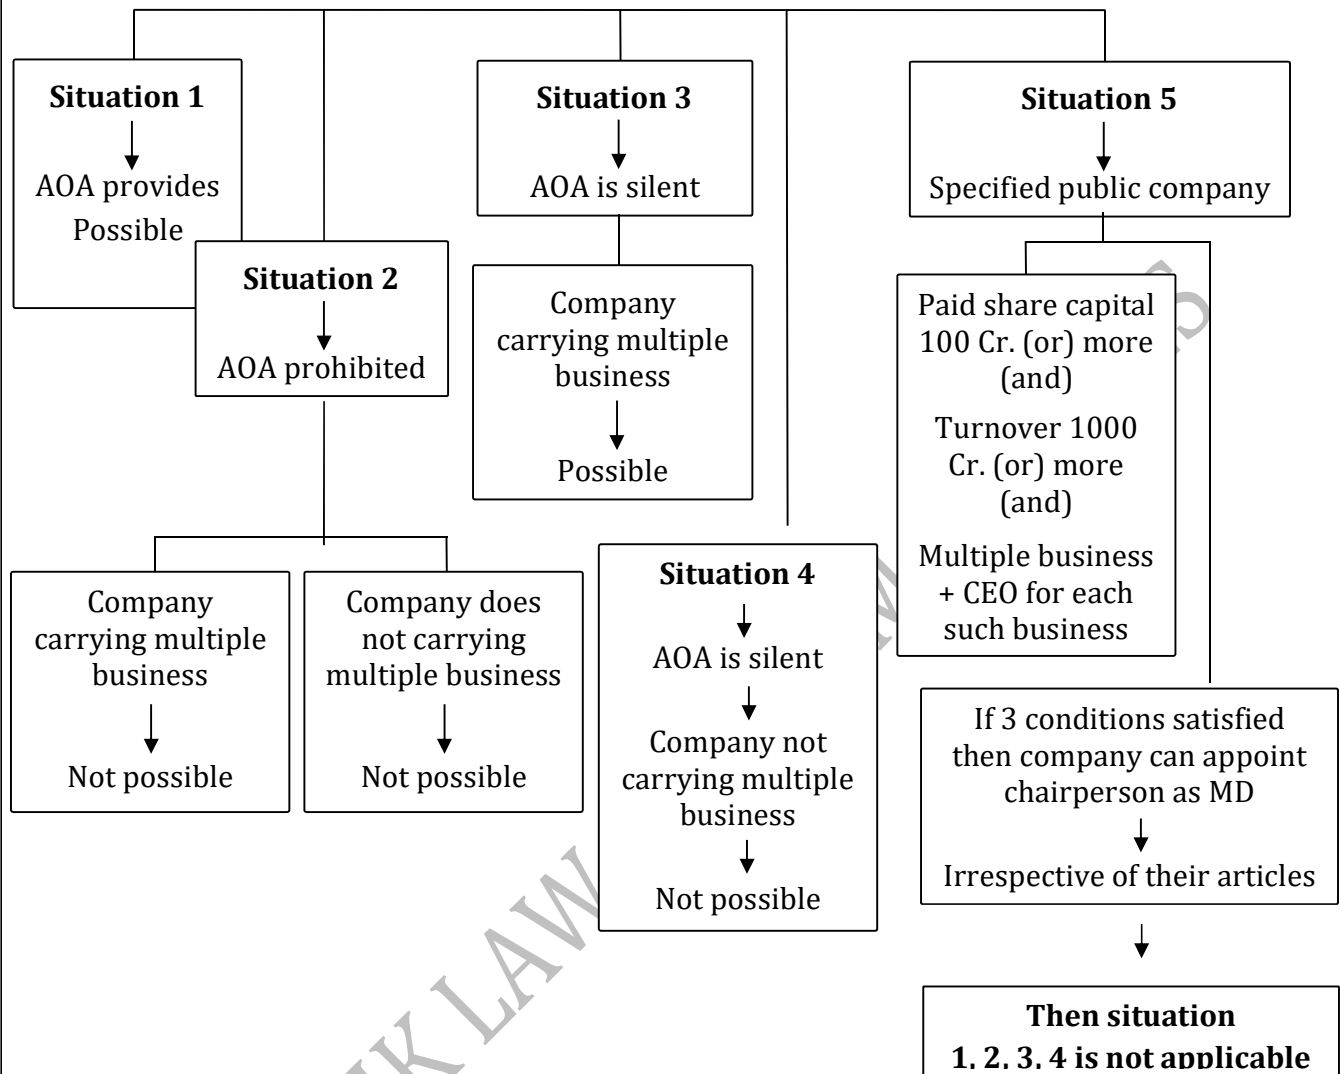 Situation 1
AOA provides
Possible
Situation 2
AOA prohibited
Company
carrying multiple
business
Not possible
Company does
not carrying
multiple business
Not possible
Situation 3
AOA is silent
Company
carrying multiple
business
Possible
Situation 4
AOA is silent
Company not
carrying multiple
business
Not possible
Situation 5
Specified public company
Paid share capital
100 Cr. (or) more
(and)
Turnover 1000
Cr. (or) more
(and)
Multiple business
+ CEO for each
such business
If 3 conditions satisfied
then company can appoint
chairperson as MD
Irrespective of their articles
Then situation
1, 2, 3, 4 is not applicable
LAW